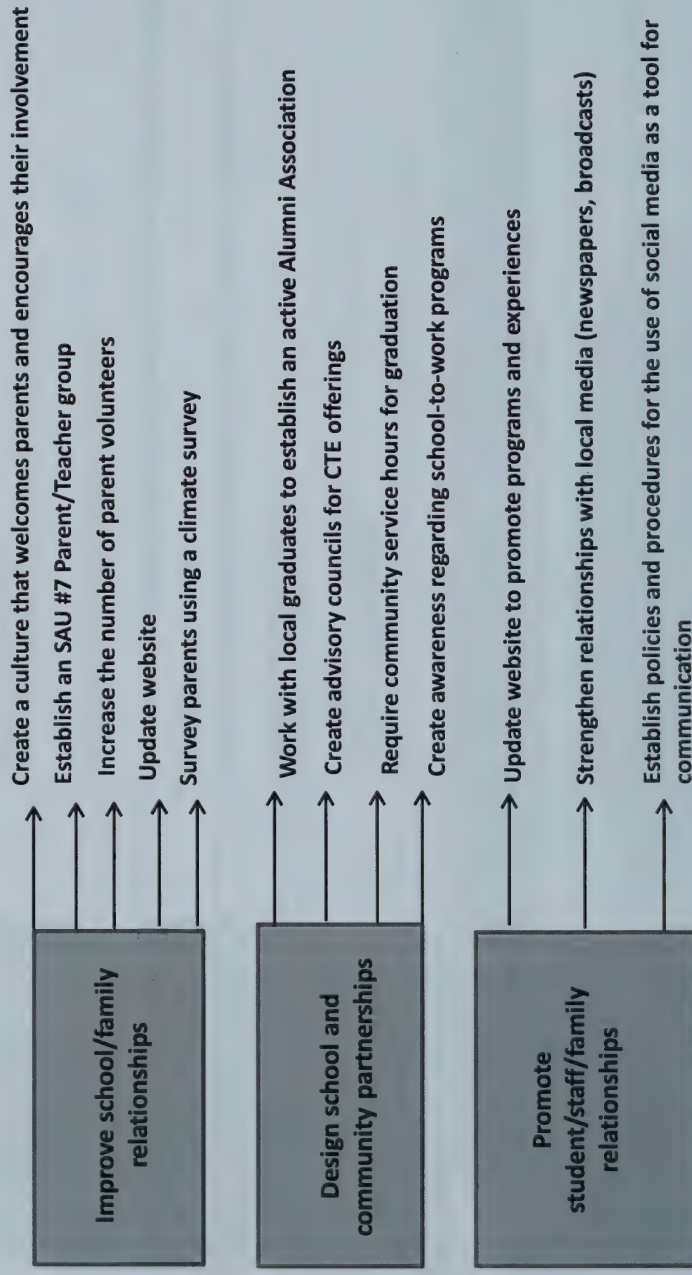 Improve school/family
relationships
Create a culture that welcomes parents and encourages their involvement
Establish an SAU #7 Parent/Teacher group
Increase the number of parent volunteers
Update website
Survey parents using a climate survey
Design school and
community partnerships
Work with local graduates to establish an active Alumni Association
Create advisory councils for CTE offerings
Require community service hours for graduation
Create awareness regarding school-to-work programs
Promote
student/staff/family
relationships
Update website to promote programs and experiences
Strengthen relationships with local media (newspapers, broadcasts)
Establish policies and procedures for the use of social media as a tool for
communication